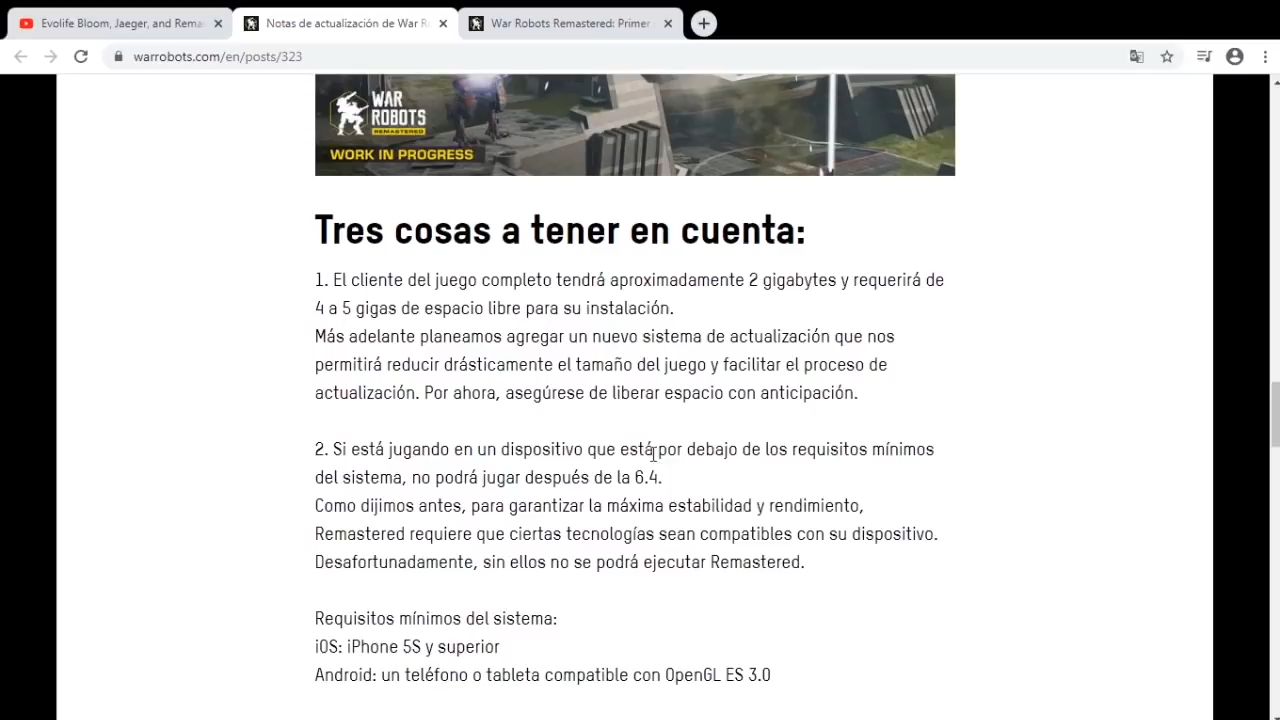 Evolife Bloom, Jaeger, and Rema
Notas de actualización de War R
War Robots Remastered: Primer
warrobots.com/en/posts/323
WAR
ROBOTS
REMASTERED
WORK IN PROGRESS
Tres cosas a tener en cuenta:
1. El cliente del juego completo tendrá aproximadamente 2 gigabytes y requerirá de
4 a 5 gigas de espacio libre para su instalación.
Más adelante planeamos agregar un nuevo sistema de actualización que nos
permitirá reducir drásticamente el tamaño del juego y facilitar el proceso de
actualización. Por ahora, asegúrese de liberar espacio con anticipación.
2. Si está jugando en un dispositivo que está por debajo de los requisitos mínimos
del sistema, no podrá jugar después de la 6.4.
Como dijimos antes, para garantizar la máxima estabilidad y rendimiento,
Remastered requiere que ciertas tecnologías sean compatibles con su dispositivo.
Desafortunadamente, sin ellos no se podrá ejecutar Remastered.
Requisitos mínimos del sistema:
iOS: iPhone 5S y superior
Android: un teléfono o tableta compatible con OpenGL ES 3.0